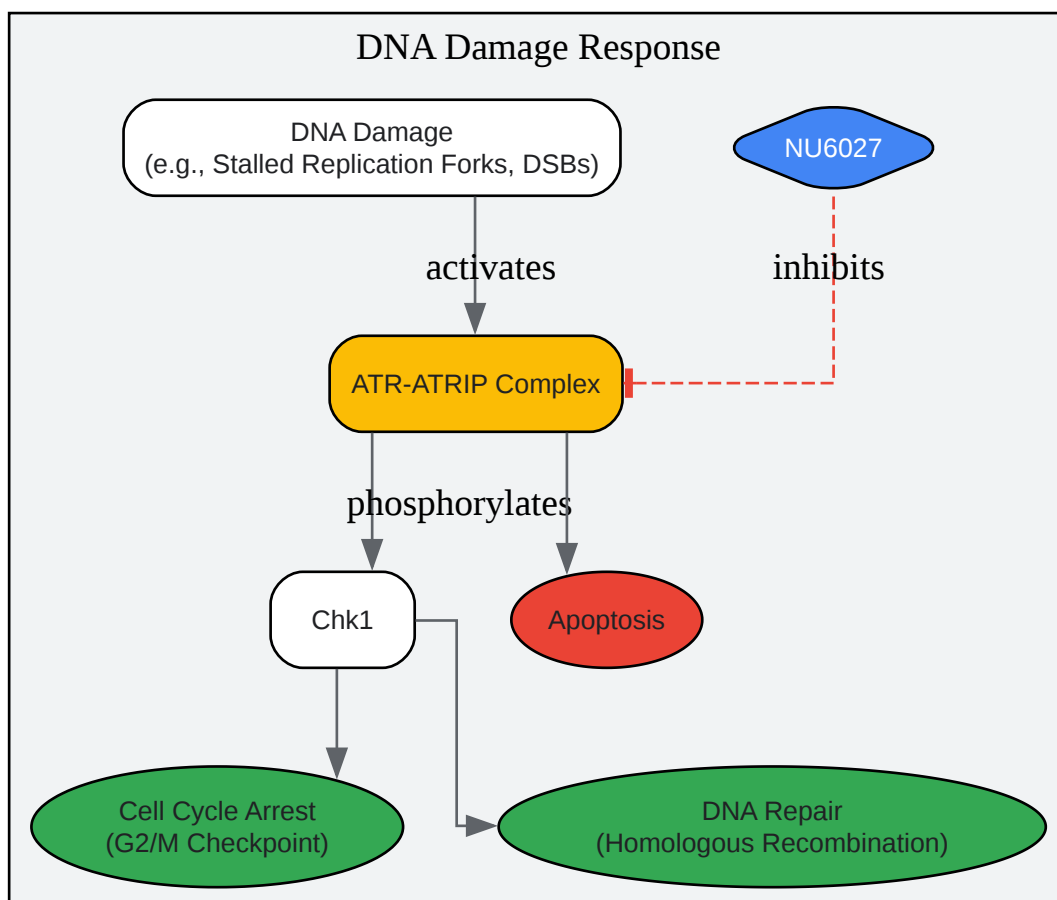 DNA Damage Response
DNA Damage
(e.g., Stalled Replication Forks, DSBs)
NU6027
activates
inhibits
ATR-ATRIP Complex
phosphorylates
Chk1
Apoptosis
Cell Cycle Arrest
(G2/M Checkpoint)
DNA Repair
(Homologous Recombination)